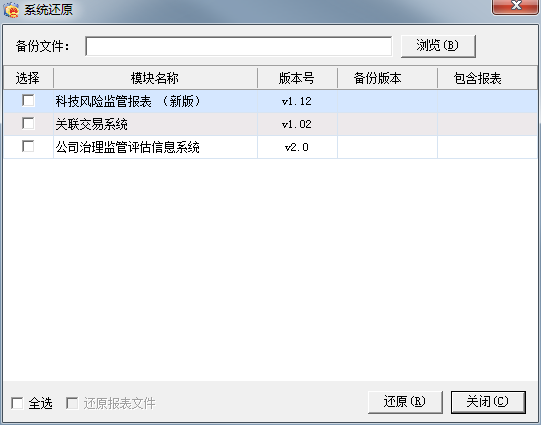 系统还原
备份文件： 浏览(B)
选择 模块名称 版本号 备份版本 包含报表
科技风险监管报表 （新版） v1.12
关联交易系统 v1.02
公司治理监管评估信息系统 v2.0
全选 还原报表文件 还原(R) 关闭(C)